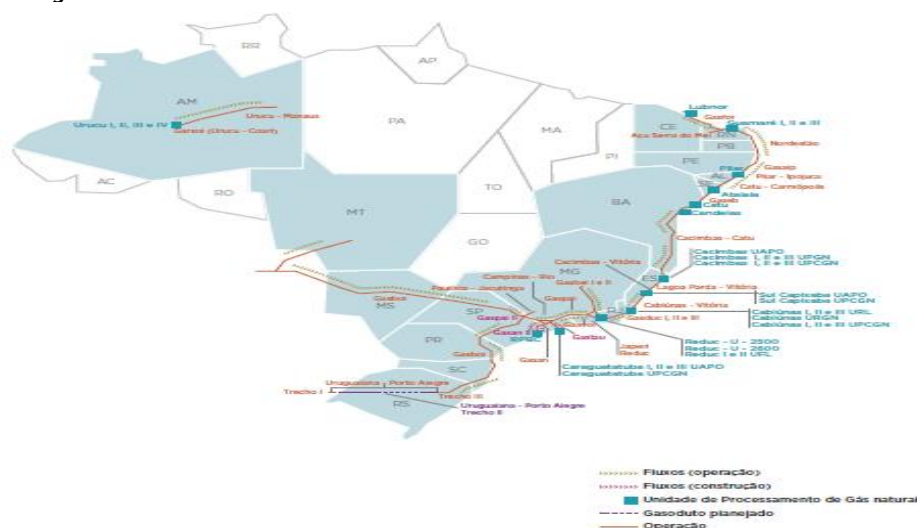 RR
AP
AM
Urucu - Manaus
Urucu I, II, III e IV
Garsol (Urucu - Coari)
PA
MA
CE
Lubnor
Gasfor
Guamaré I, II e III
RN
Açu Serra do Mel
PB
Nordestão
PI
PE
Pilar
Gasalp
AL
Pilar - Ipojuca
SE
Atalaia
Catu - Carmópolis
AC
RO
TO
BA
Gaseb
Catu
Candeias
MT
GO
Cacimbas - Catu
Cacimbas UAPO
Cacimbas I, II e III UPGN
Cacimbas I, II e III UPCGN
Cacimbas - Vitória
ES
MG
Campinas - Rio
Gasbel I e II
Lagoa Parda - Vitória
Sul Capixaba UAPO
Sul Capixaba UPCGN
Paulínia - Jacutinga
Gasbol
MS
SP
Gaspal
Gaspal II
Cabiúnas - Vitória
Cabiúnas I, II e III URL
Cabiúnas URGN
Cabiúnas I, II e III UPCGN
Gasduc I, II e III
Gasan II
RPBC
Gastau
PR
Gasan
Japeri
Reduc
Reduc - U - 2500
Reduc - U - 2600
Reduc I e II UFL
Gasbol
Caraguatatuba I, II e III UAPO
Caraguatatuba UPCGN
SC
Uruguaiana - Porto Alegre
Trecho I
Trecho III
RS
Uruguaiana - Porto Alegre
Trecho II
Fluxos (operação)
Fluxos (construção)
Unidade de Processamento de Gás natural
Gasoduto planejado
Operação